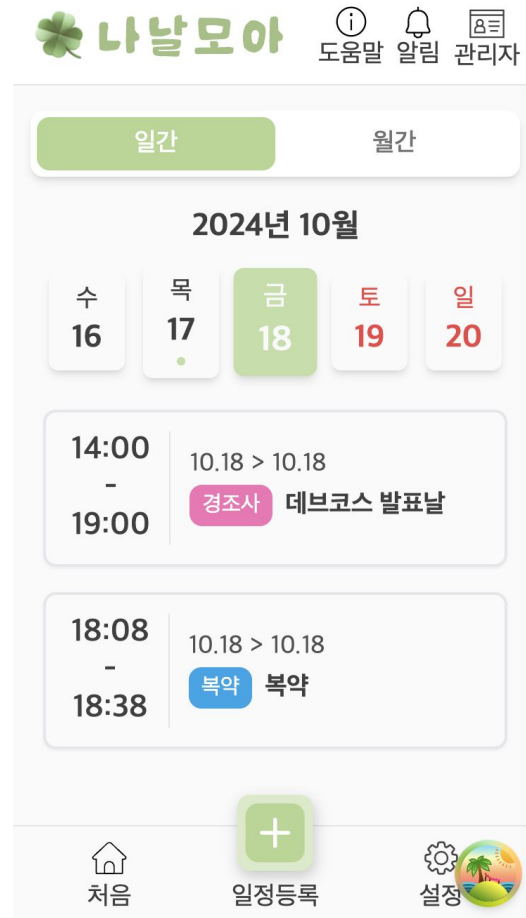 나날모아
도움말 알림 관리자
일간 월간
2024년 10월
수 목 금 토 일
16 17 18 19 20
14:00
-
19:00
10.18 > 10.18
경조사 데브코스 발표날
18:08
-
18:38
10.18 > 10.18
복약 복약
+
처음 일정등록 설정